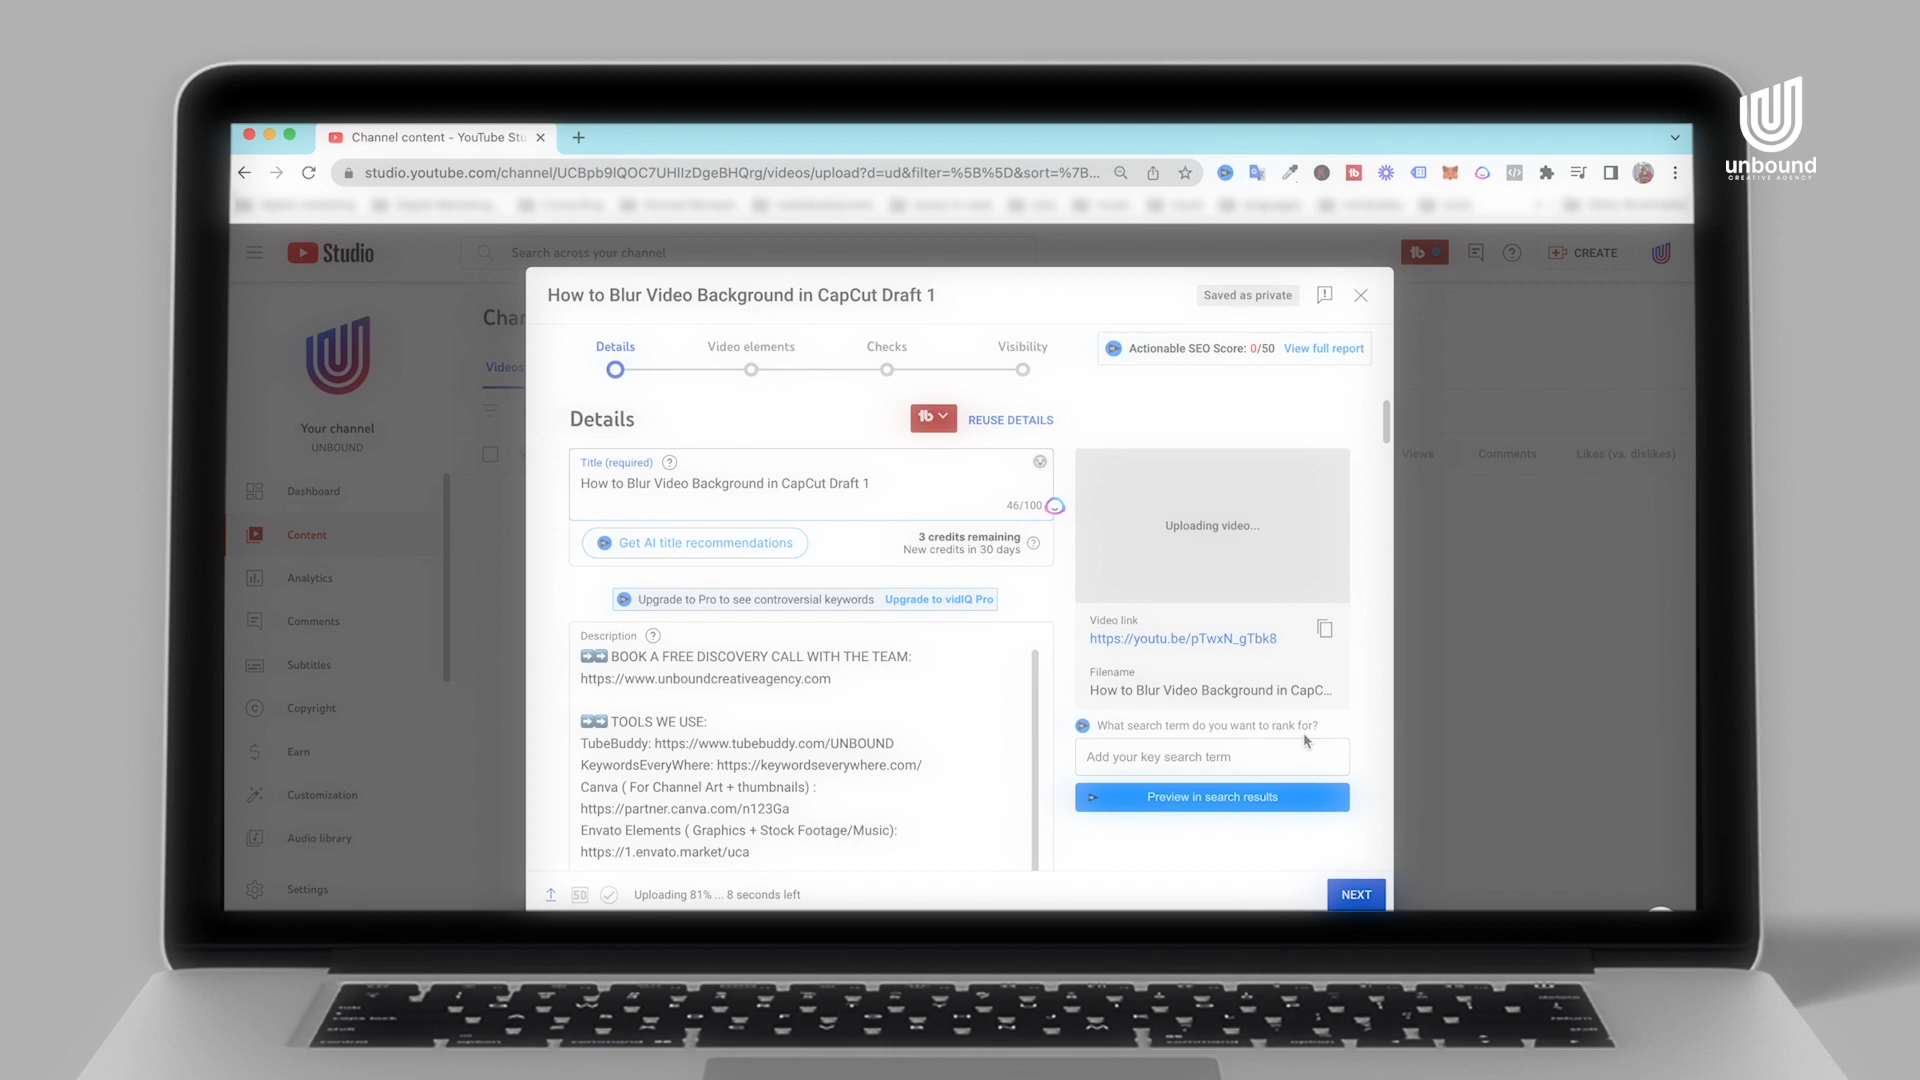 unbound
CREATIVE AGENCY
Channel content - YouTube Stu
studio.youtube.com/channel/UCBpb9IQOC7UHIIzDgeBHQrg/videos/upload?d=ud&filter=%5B%5D&sort=%7B...
Studio
Search across your channel
CREATE
How to Blur Video Background in CapCut Draft 1
Saved as private
Details
Video elements
Checks
Visibility
Actionable SEO Score: 0/50 View full report
Your channel
UNBOUND
Videos
Dashboard
Content
Analytics
Comments
Subtitles
Copyright
Earn
Customization
Audio library
Settings
Details
REUSE DETAILS
Title (required)
How to Blur Video Background in CapCut Draft 1
46/100
Get AI title recommendations
3 credits remaining
New credits in 30 days
Upgrade to Pro to see controversial keywords Upgrade to vidIQ Pro
Description
➡️➡️ BOOK A FREE DISCOVERY CALL WITH THE TEAM:
https://www.unboundcreativeagency.com
➡️➡️ TOOLS WE USE:
TubeBuddy: https://www.tubebuddy.com/UNBOUND
KeywordsEveryWhere: https://keywordseverywhere.com/
Canva ( For Channel Art + thumbnails) :
https://partner.canva.com/n123Ga
Envato Elements ( Graphics + Stock Footage/Music):
https://1.envato.market/uca
Uploading video...
Video link
https://youtu.be/pTwxN_gTbk8
Filename
How to Blur Video Background in CapC...
What search term do you want to rank for?
Add your key search term
Preview in search results
Views
Comments
Likes (vs. dislikes)
SD
Uploading 81% ... 8 seconds left
NEXT